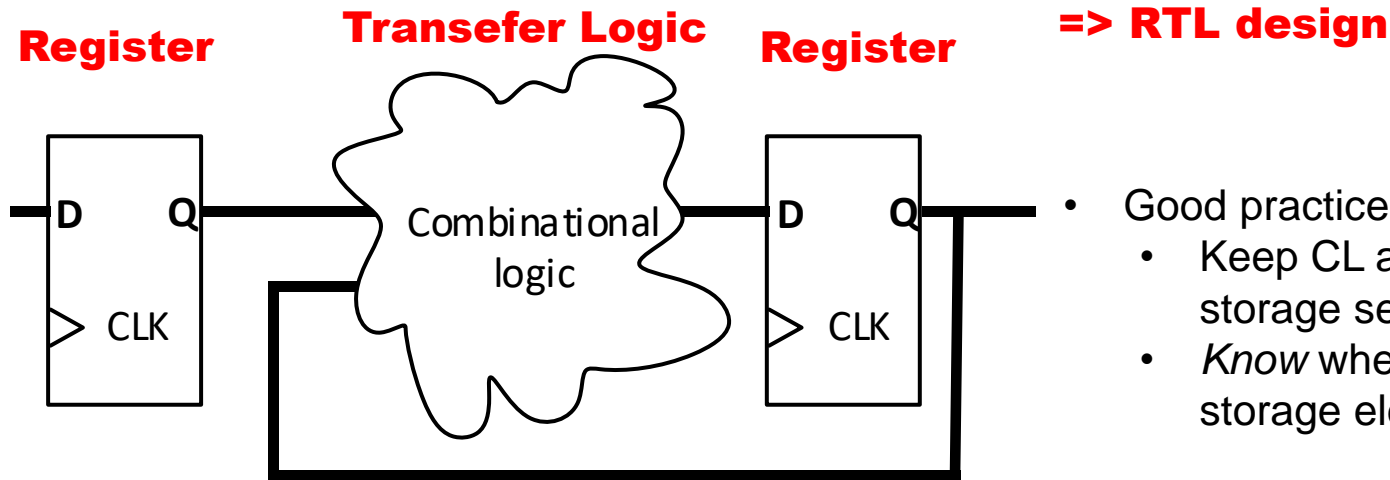 Register
Transefer Logic
Register
=> RTL design
D Q
CLK
Combinational
logic
D Q
CLK
• Good practice
• Keep CL a
storage se
• Know whe
storage ele